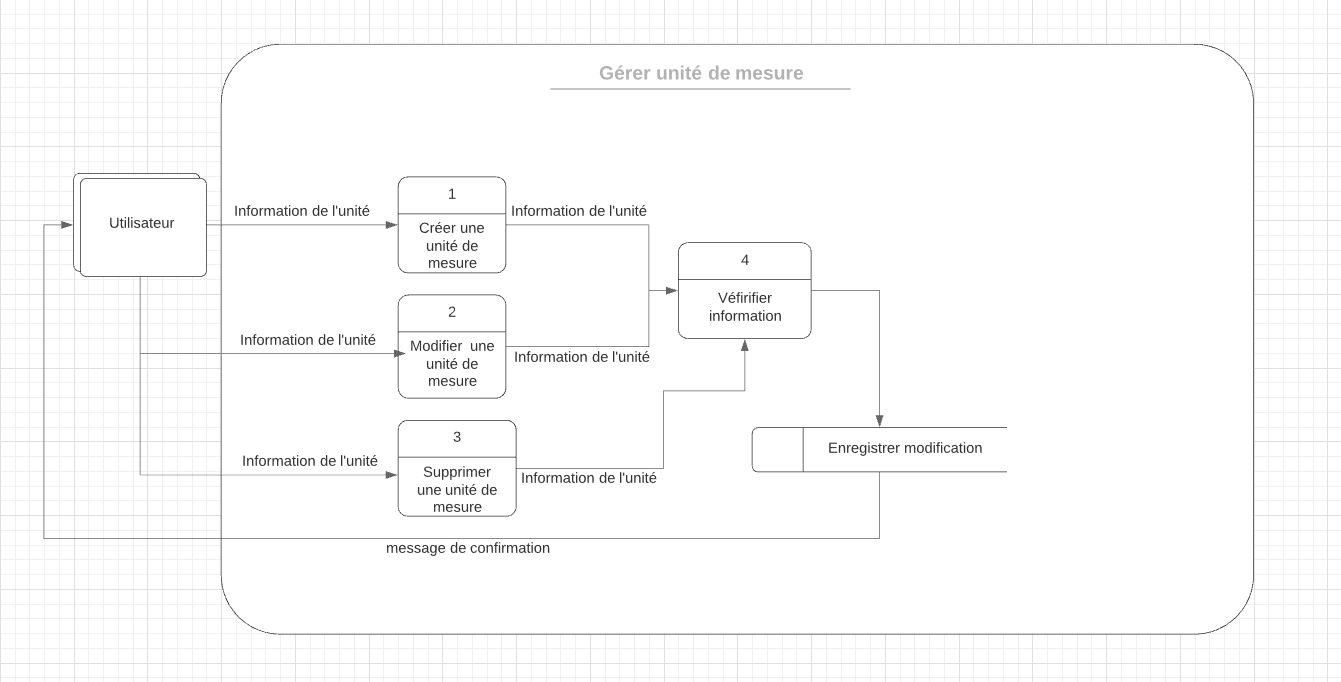 Gérer unité de mesure
Utilisateur
Information de l'unité
1
Créer une
unité de
mesure
Information de l'unité
4
Véfirifier
information
Information de l'unité
2
Modifier  une
unité de
mesure
Information de l'unité
Information de l'unité
3
Supprimer
une unité de
mesure
Information de l'unité
Enregistrer modification
message de confirmation